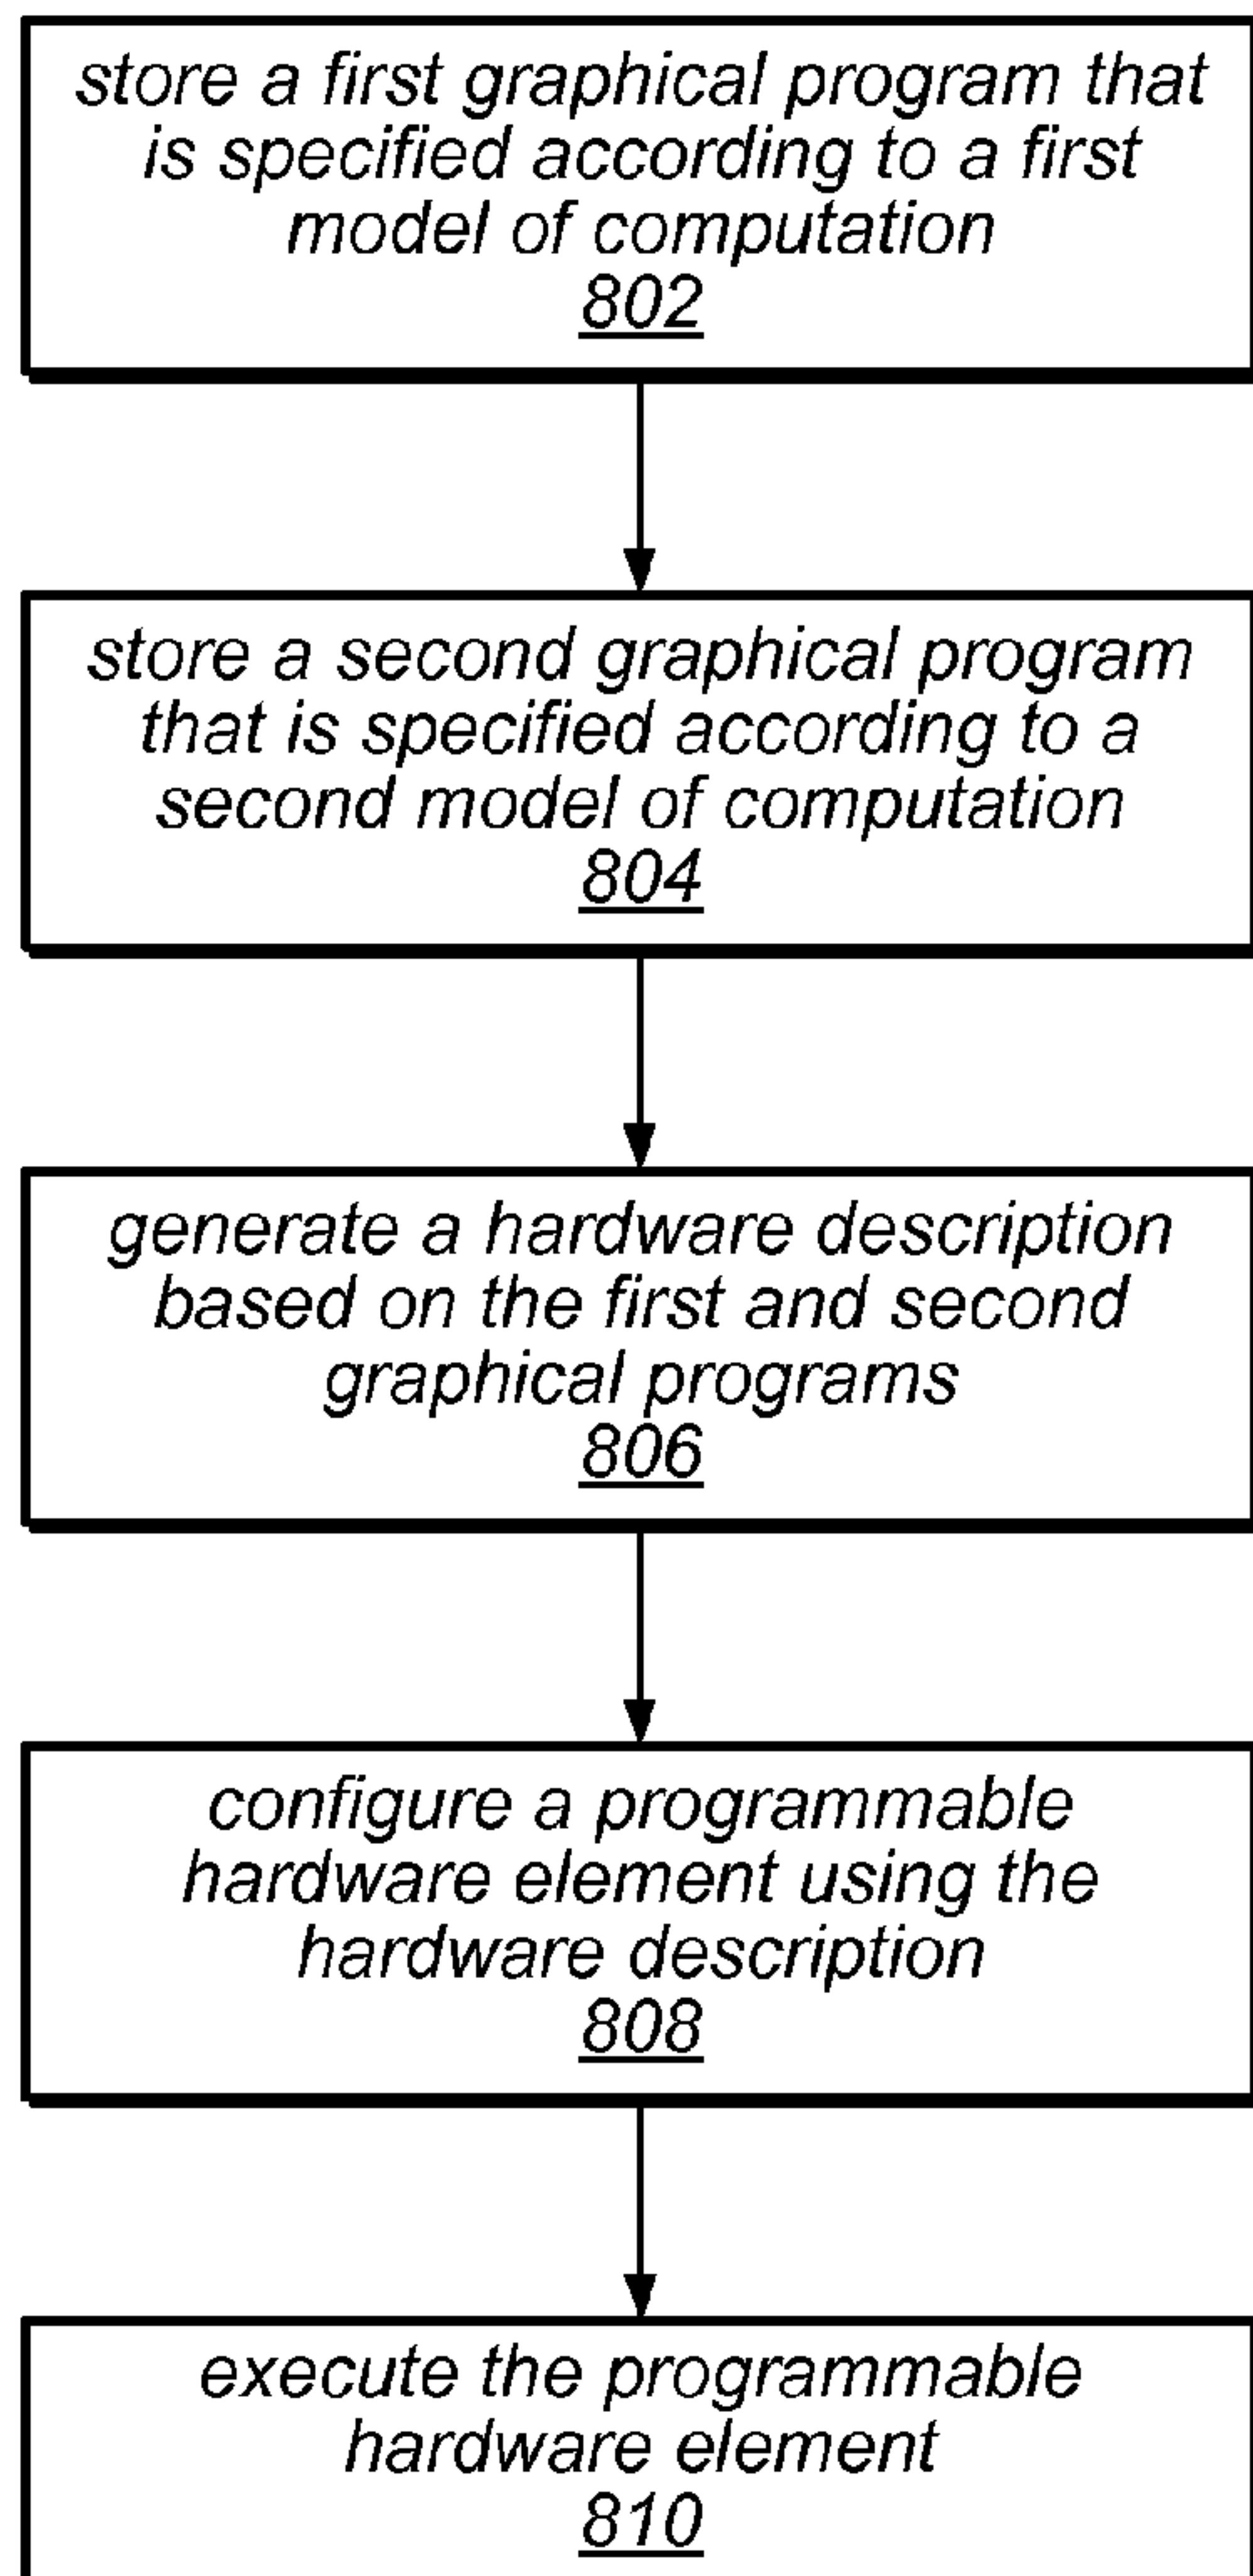 store a first graphical program that
is specified according to a first
model of computation
802
store a second graphical program
that is specified according to a
second model of computation
804
generate a hardware description
based on the first and second
graphical programs
806
configure a programmable
hardware element using the
hardware description
808
execute the programmable
hardware element
810